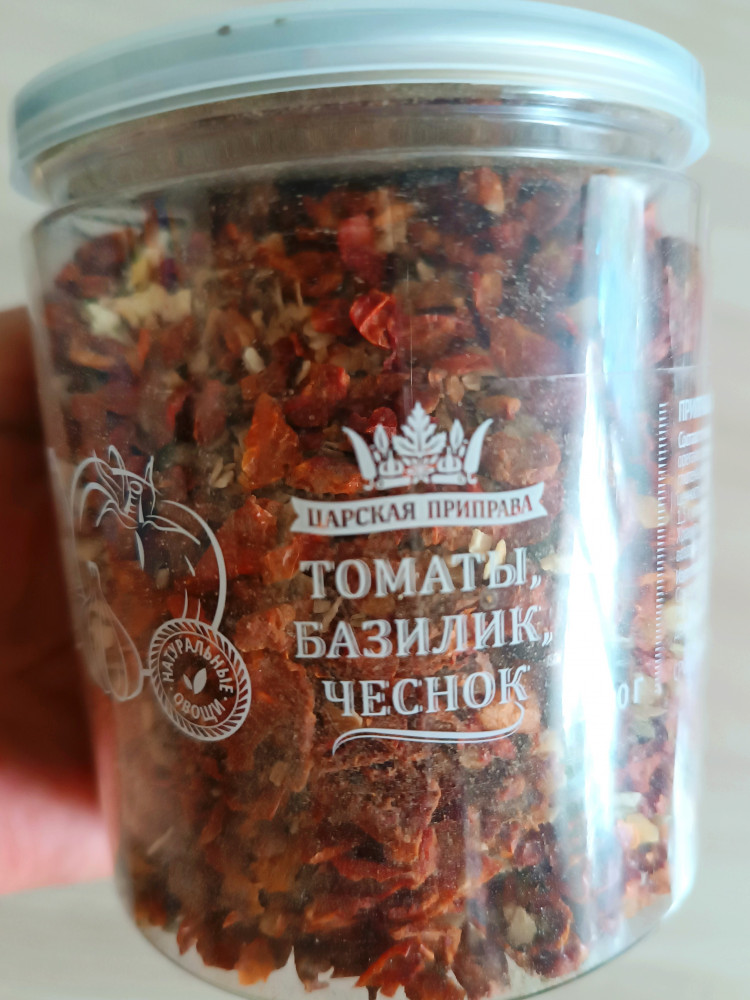 ЦАРСКАЯ ПРИПРАВА
ТОМАТЫ,
БАЗИЛИК,
ЧЕСНОК
НАТУРАЛЬНЫЕ
ОВОЩИ